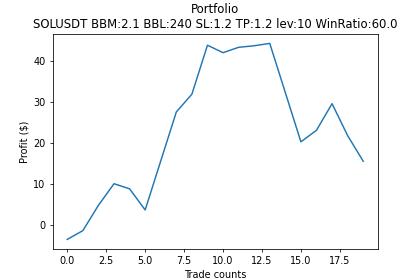 Portfolio
SOLUSDT BBM:2.1 BBL:240 SL:1.2 TP:1.2 lev:10 WinRatio:60.0
40
30
20
10
0
Profit ($)
0.0 2.5 5.0 7.5 10.0 12.5 15.0 17.5
Trade counts